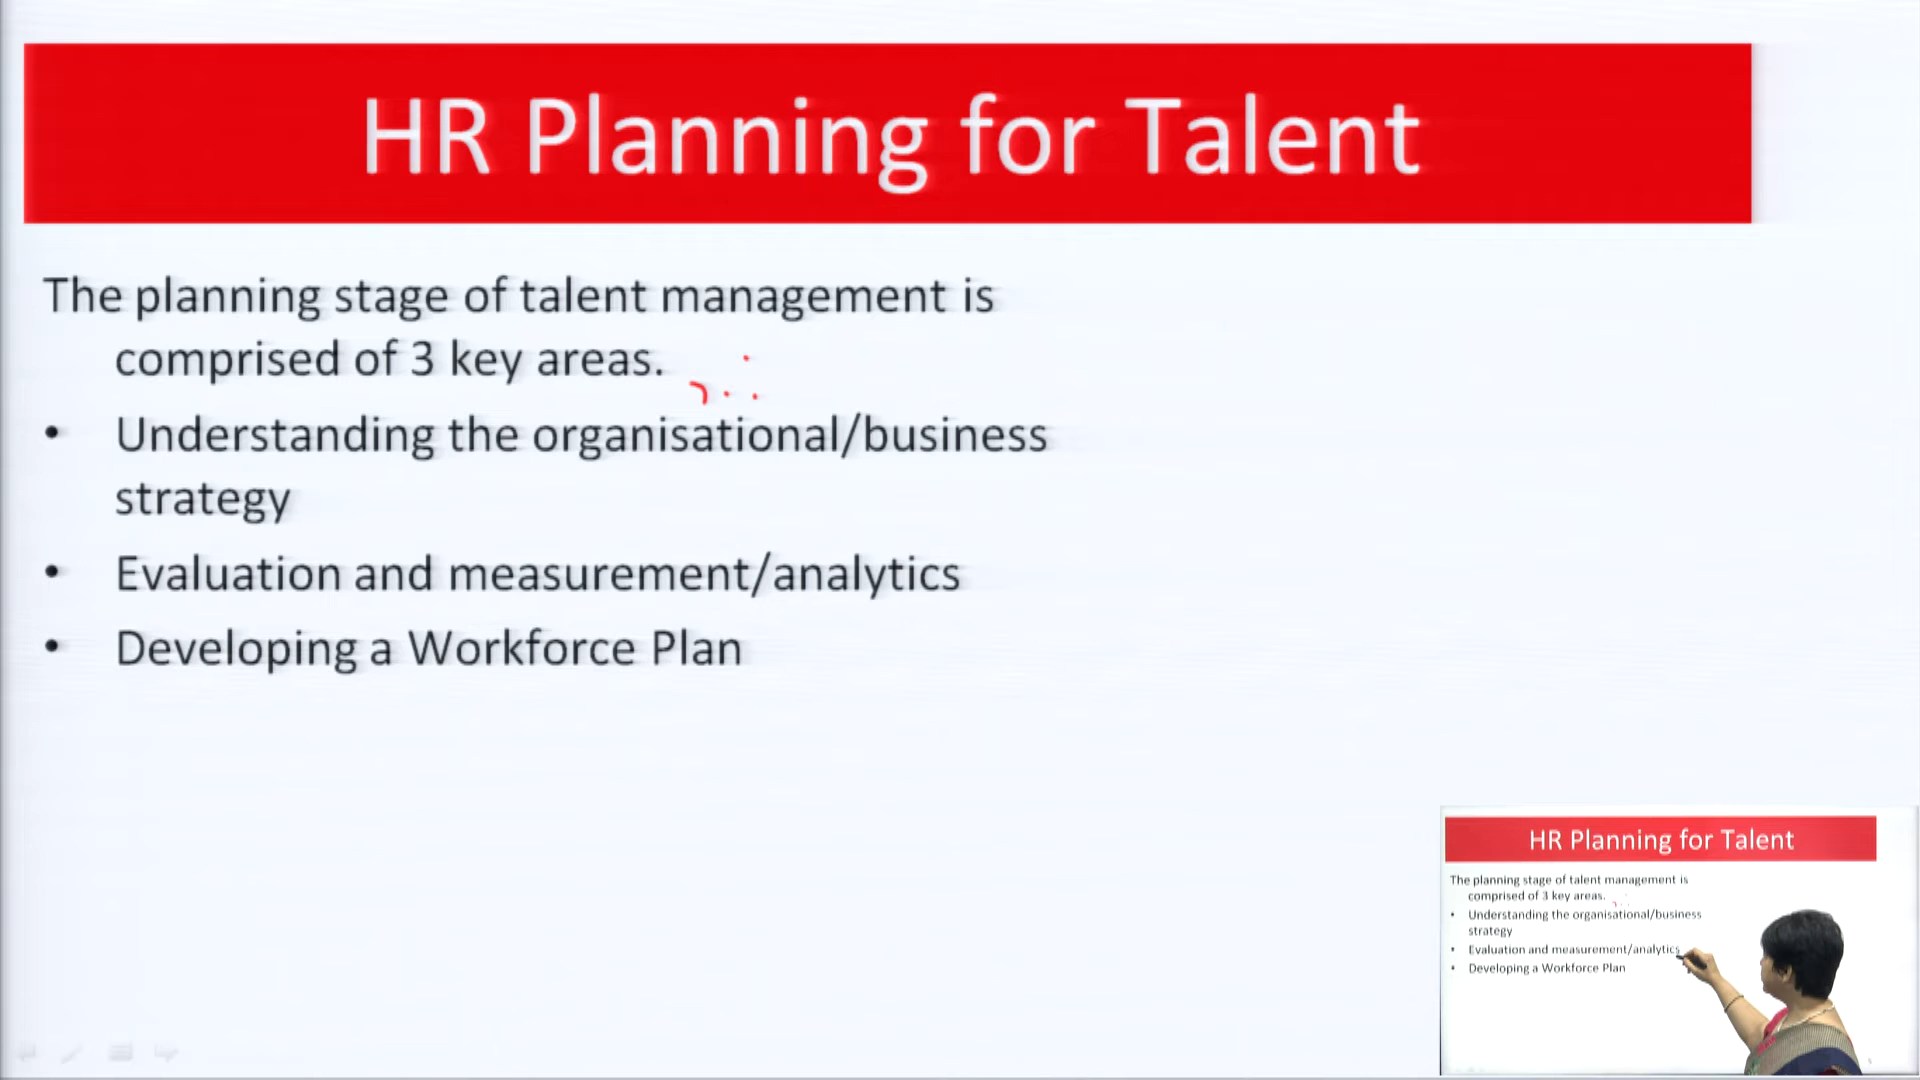 HR Planning for Talent
The planning stage of talent management is
comprised of 3 key areas.
• Understanding the organisational/business
strategy
• Evaluation and measurement/analytics
• Developing a Workforce Plan
HR Planning for Talent
The planning stage of talent management is
comprised of 3 key areas.
• Understanding the organisational/business
strategy
• Evaluation and measurement/analytics
• Developing a Workforce Plan